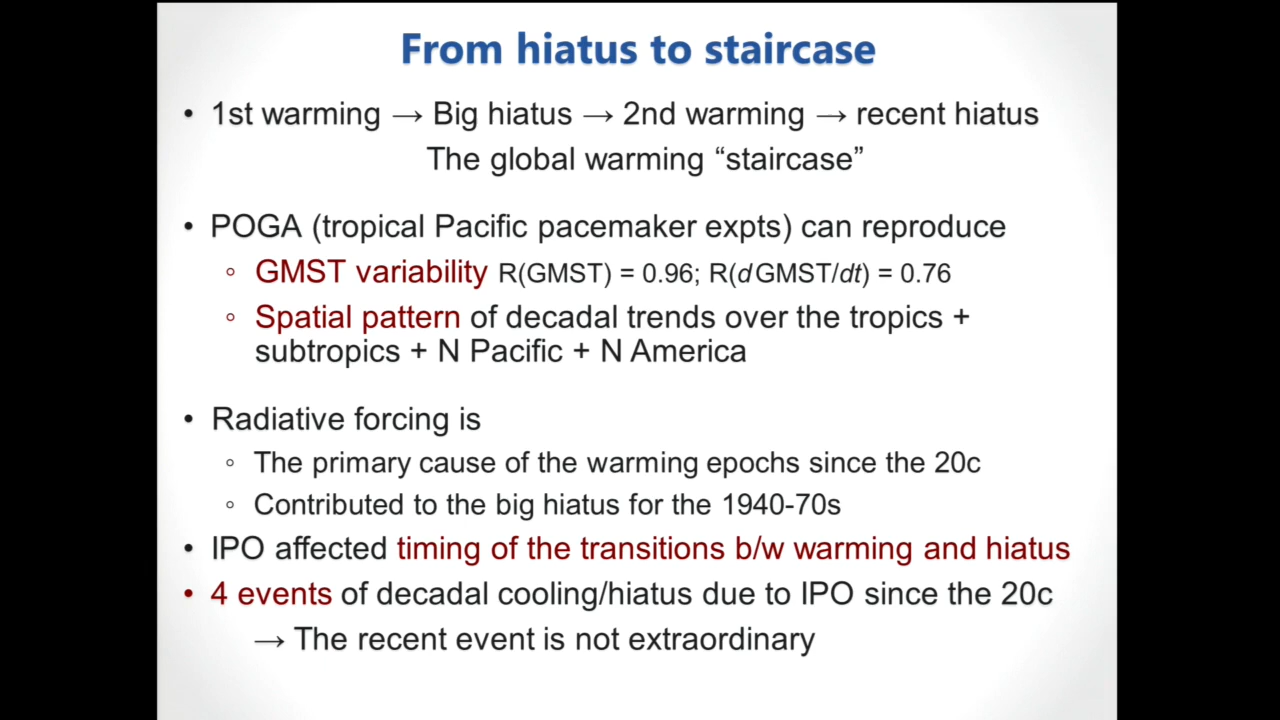 From hiatus to staircase
• 1st warming → Big hiatus → 2nd warming → recent hiatus
The global warming “staircase”
• POGA (tropical Pacific pacemaker expts) can reproduce
◦ GMST variability R(GMST) = 0.96; R(dGMST/dt) = 0.76
◦ Spatial pattern of decadal trends over the tropics +
subtropics + N Pacific + N America
• Radiative forcing is
◦ The primary cause of the warming epochs since the 20c
◦ Contributed to the big hiatus for the 1940-70s
• IPO affected timing of the transitions b/w warming and hiatus
• 4 events of decadal cooling/hiatus due to IPO since the 20c
→ The recent event is not extraordinary